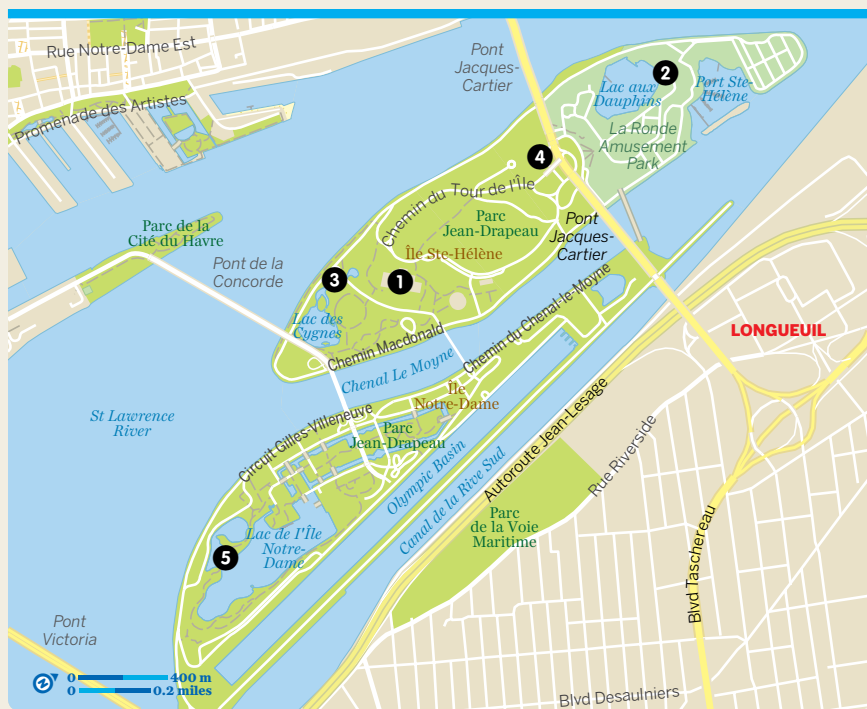 Rue Notre-Dame Est
Promenade des Artistes
Pont
Jacques-
Cartier
2
Lac aux
Dauphins
Port Ste-
Hélène
La Ronde
Amusement
Park
4
Chemin du Tour de l'Île
Parc
Jean-Drapeau
Pont
Jacques-
Cartier
Île Ste-Hélène
Parc de la
Cité du Havre
Pont de la
Concorde
3
1
Lac des
Cygnes
Chemin Macdonald
Chemin du Chenal-le-Moyne
Chenal Le Moyne
LONGUEUIL
Île
Notre-Dame
St Lawrence
River
Circuit Gilles-Villeneuve
Parc
Jean-Drapeau
Autoroute Jean-Lesage
Rue Riverside
Olympic Basin
Canal de la Rive Sud
Parc
de la Voie
Maritime
Lac de l'Île
Notre-
Dame
5
Blvd Taschereau
Pont
Victoria
0 400 m
0 0.2 miles
Blvd Desaulniers